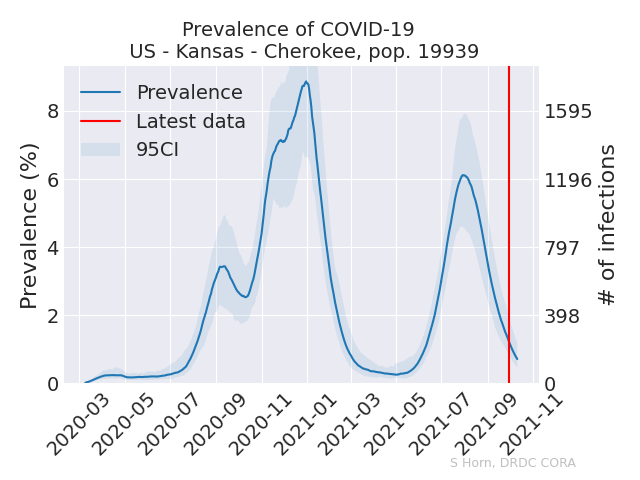 Prevalence of COVID-19
US - Kansas - Cherokee, pop. 19939
Prevalence
Latest data
95CI
Prevalence (%)
8
6
4
2
0
1595
1196
797
398
0
# of infections
2020-03
2020-05
2020-07
2020-09
2020-11
2021-01
2021-03
2021-05
2021-07
2021-09
2021-11
S Horn, DRDC CORA